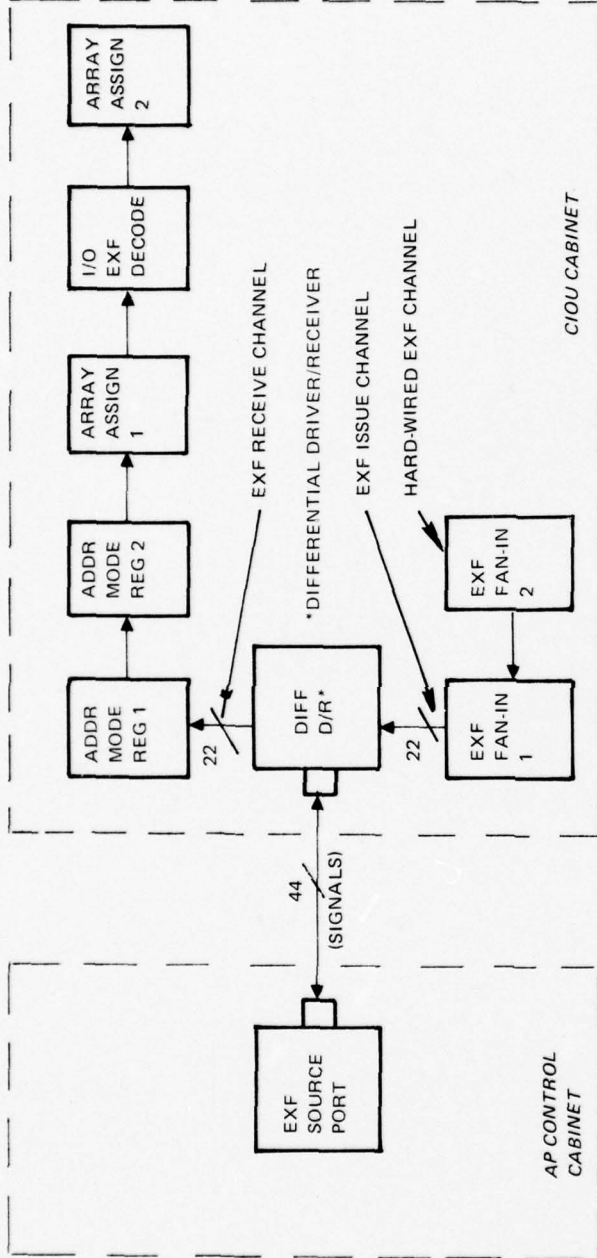 ADDR
MODE
REG 1
ADDR
MODE
REG 2
ARRAY
ASSIGN
1
I/O
EXF
DECODE
ARRAY
ASSIGN
2
22
EXF RECEIVE CHANNEL
EXF
SOURCE
PORT
44
(SIGNALS)
DIFF
D/R*
*DIFFERENTIAL DRIVER/RECEIVER
22
EXF ISSUE CHANNEL
HARD-WIRED EXF CHANNEL
EXF
FAN-IN
1
EXF
FAN-IN
2
AP CONTROL
CABINET
CIOU CABINET